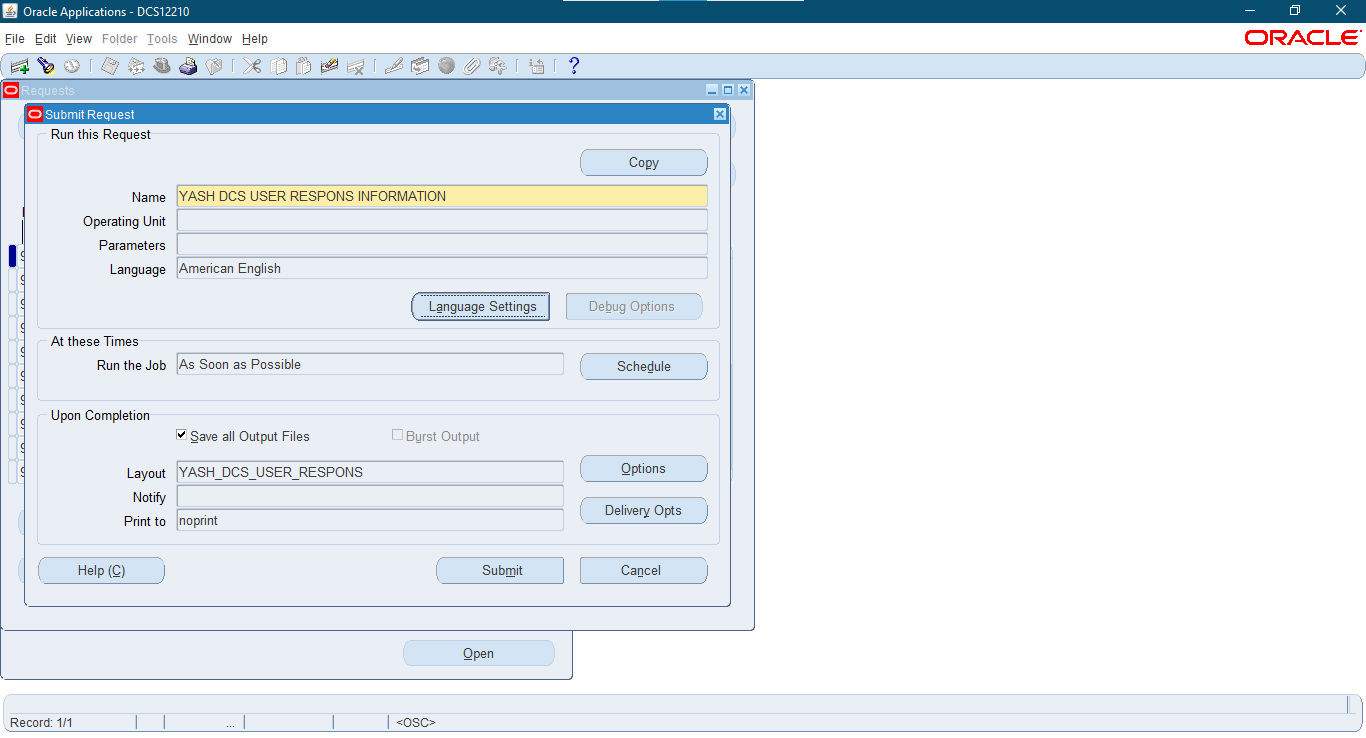 Oracle Applications - DCS12210
File Edit View Folder Tools Window Help
ORACLE
Requests
Submit Request
Run this Request
Copy
Name YASH DCS USER RESPONS INFORMATION
Operating Unit
Parameters
Language American English
Language Settings Debug Options
At these Times
Run the Job As Soon as Possible Schedule
Upon Completion
Save all Output Files Burst Output
Layout YASH_DCS_USER_RESPONS Options
Notify
Print to noprint Delivery Opts
Help (C) Submit Cancel
Open
Record: 1/1 ... <OSC>